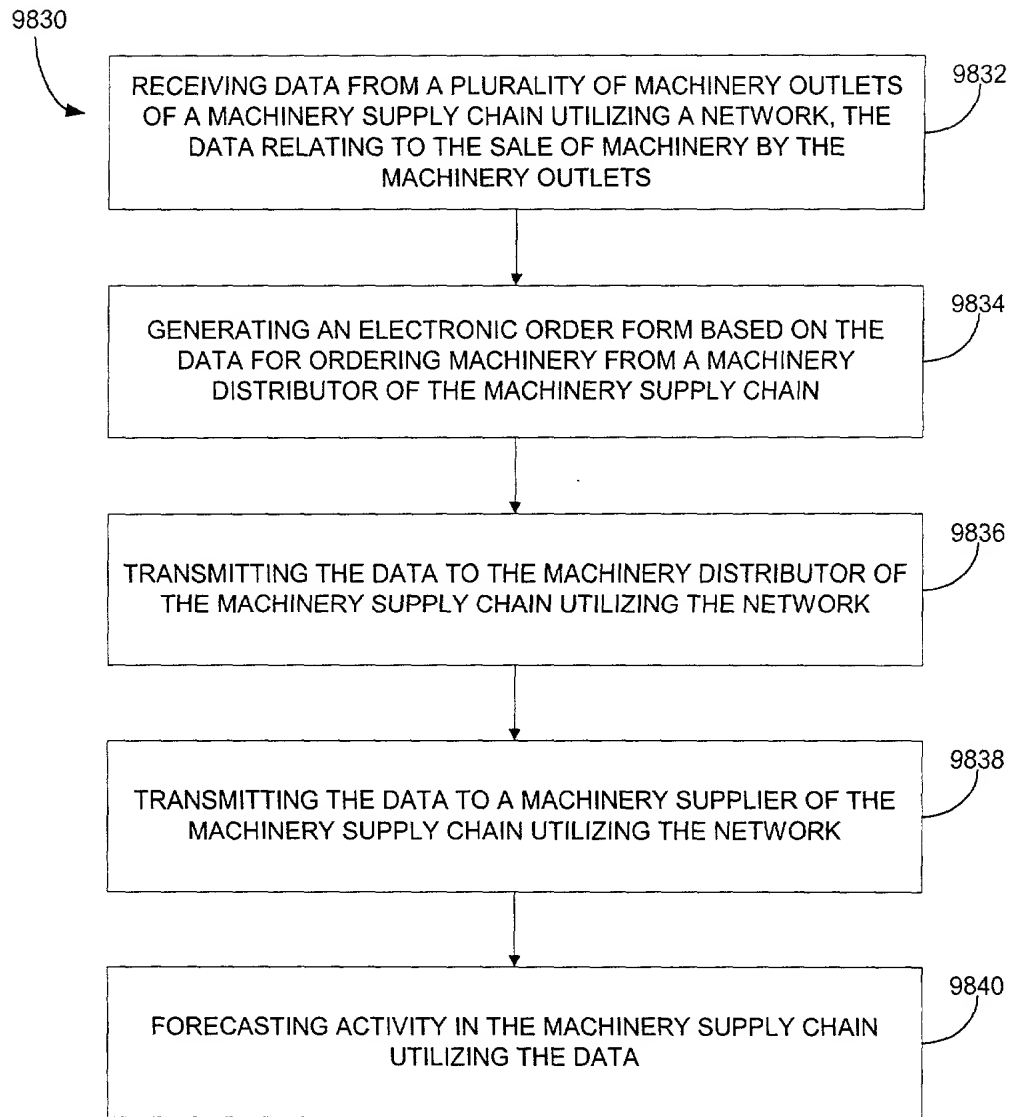 9830
RECEIVING DATA FROM A PLURALITY OF MACHINERY OUTLETS
OF A MACHINERY SUPPLY CHAIN UTILIZING A NETWORK, THE
DATA RELATING TO THE SALE OF MACHINERY BY THE
MACHINERY OUTLETS
9832
GENERATING AN ELECTRONIC ORDER FORM BASED ON THE
DATA FOR ORDERING MACHINERY FROM A MACHINERY
DISTRIBUTOR OF THE MACHINERY SUPPLY CHAIN
9834
TRANSMITTING THE DATA TO THE MACHINERY DISTRIBUTOR OF
THE MACHINERY SUPPLY CHAIN UTILIZING THE NETWORK
9836
TRANSMITTING THE DATA TO A MACHINERY SUPPLIER OF THE
MACHINERY SUPPLY CHAIN UTILIZING THE NETWORK
9838
FORECASTING ACTIVITY IN THE MACHINERY SUPPLY CHAIN
UTILIZING THE DATA
9840